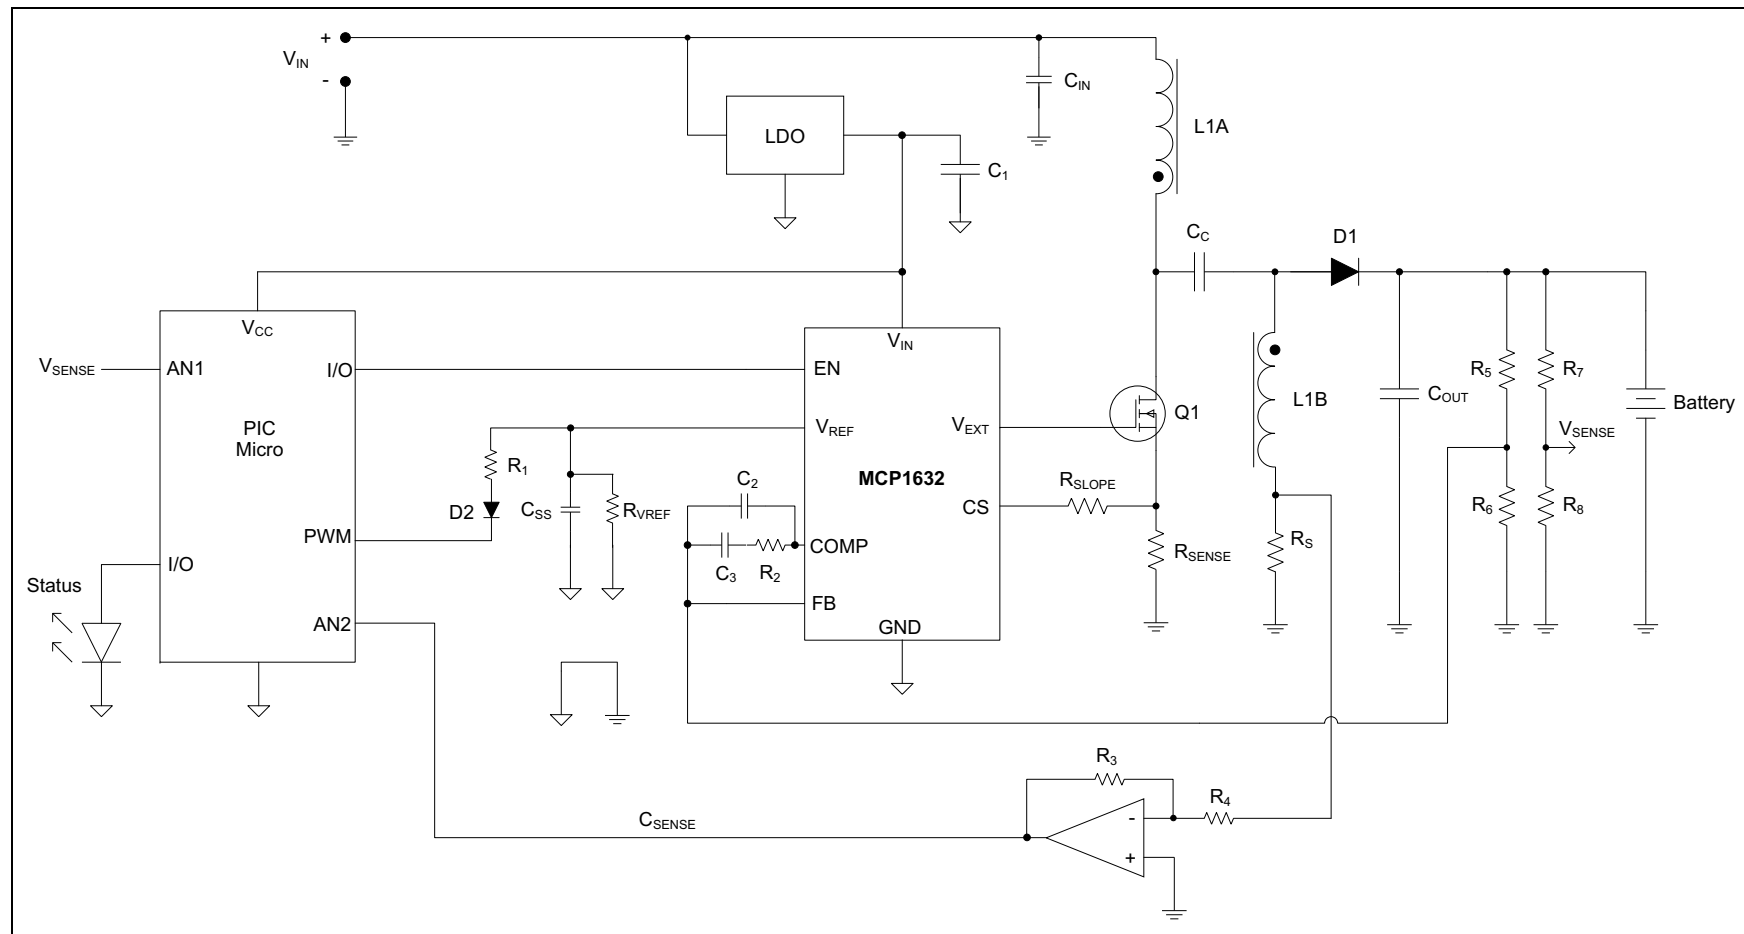 +
V_IN
-
C_IN
L1A
LDO
C_1
C_C
D1
V_CC
V_IN
V_SENSE
AN1
I/O
EN
R_5
R_7
L1B
C_OUT
Battery
Q1
V_EXT
V_SENSE
PIC
Micro
V_REF
R_1
C_2
MCP1632
R_SLOPE
CS
D2
C_SS
R_VREF
R_6
R_8
PWM
COMP
C_3
R_2
R_SENSE
R_S
I/O
Status
FB
AN2
GND
R_3
R_4
C_SENSE
-
+